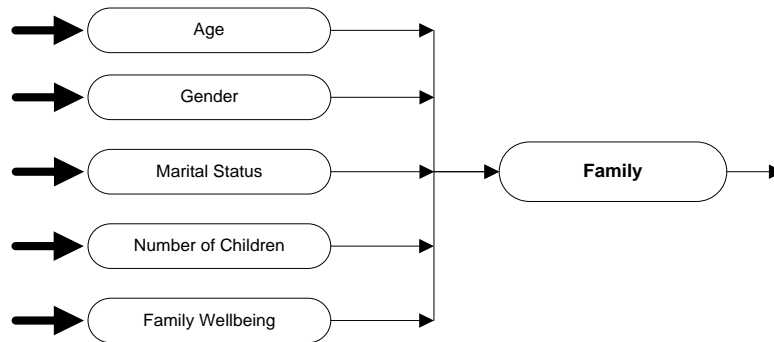 Age
Gender
Marital Status
Family
Number of Children
Family Wellbeing